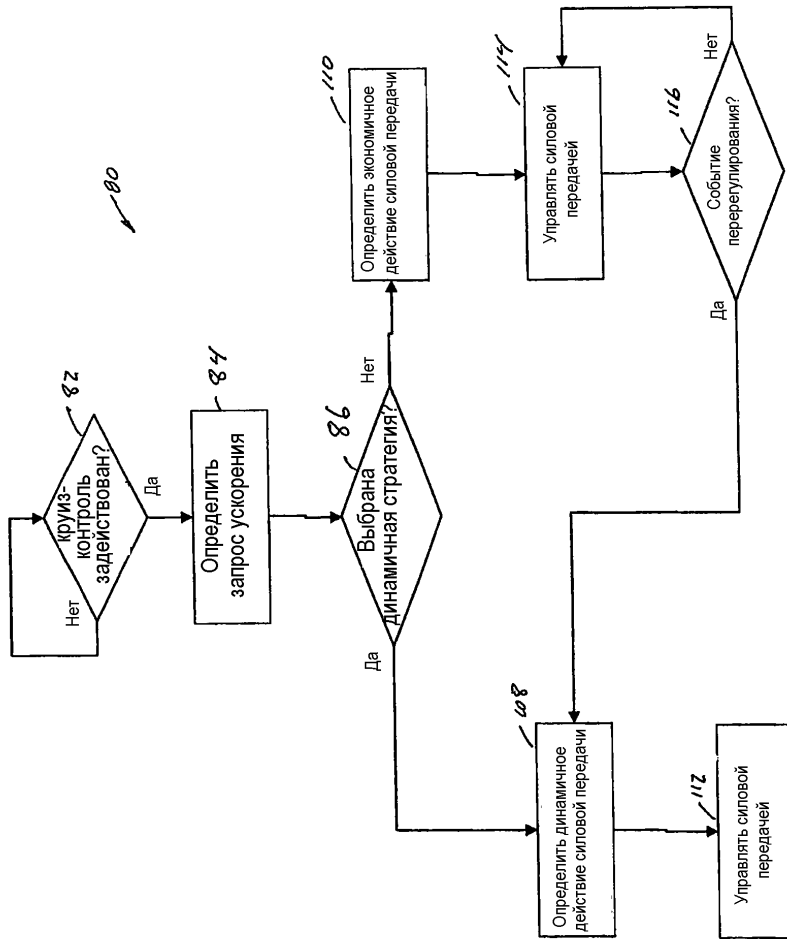 80
круиз-
контроль
задействован?
82
Нет
Да
Определить
запрос ускорения
84
Выбрана
динамичная стратегия?
86
Да
Нет
Определить экономичное
действие силовой передачи
110
Управлять силовой
передачей
114
Событие
перерегулирования?
116
Нет
Да
Определить динамичное
действие силовой передачи
108
Управлять силовой
передачей
112